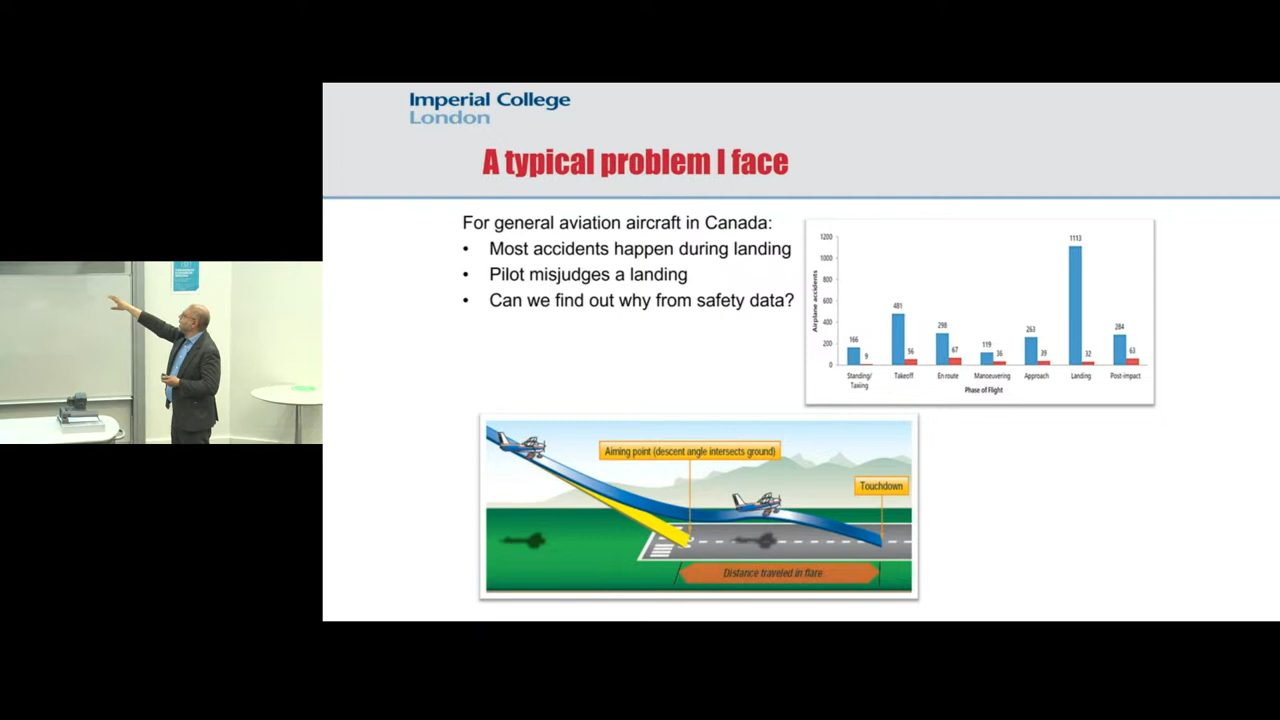 Imperial College
London
A typical problem I face
For general aviation aircraft in Canada:
• Most accidents happen during landing
• Pilot misjudges a landing
• Can we find out why from safety data?
Airplane accidents
1200
1000
800
600
400
200
0
166 9
481 56
298 67
119 36
263 39
1113 32
284 63
Standing/
Taxiing
Takeoff
En route
Manoeuvering
Approach
Landing
Post-impact
Phase of Flight
Aiming point (descent angle intersects ground)
Touchdown
Distance traveled in flare